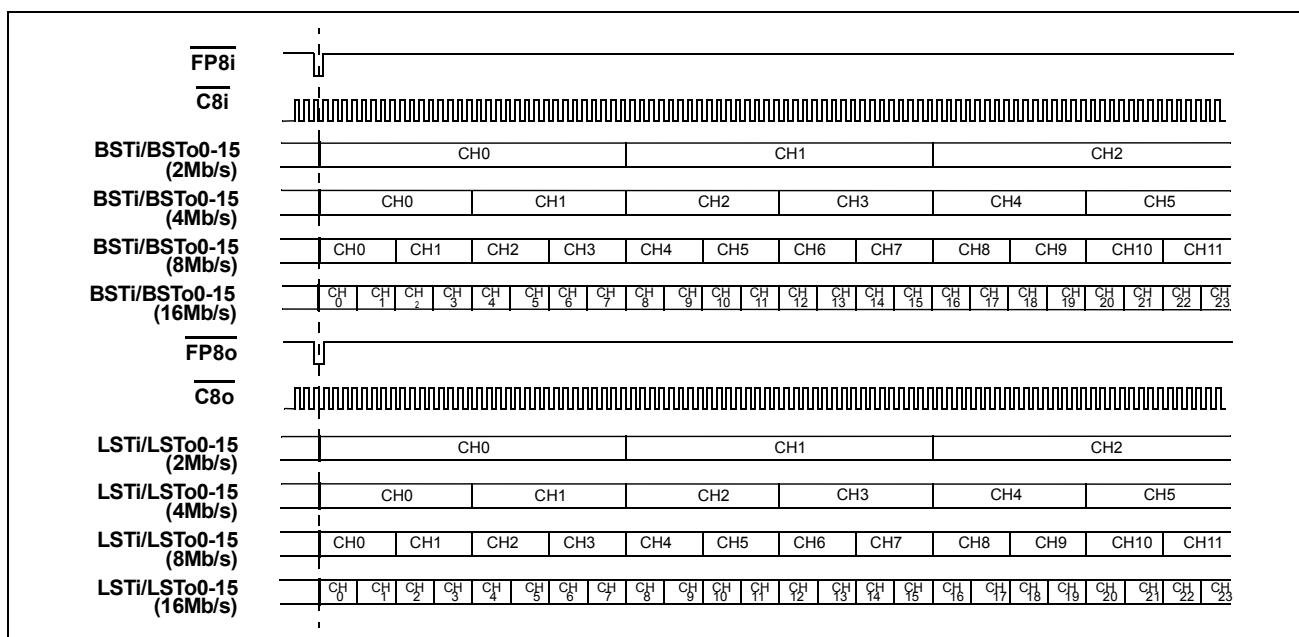 FP8i
C8i
BSTi/BSTo0-15
(2Mb/s)
CH0 CH1 CH2
BSTi/BSTo0-15
(4Mb/s)
CH0 CH1 CH2 CH3 CH4 CH5
BSTi/BSTo0-15
(8Mb/s)
CH0 CH1 CH2 CH3 CH4 CH5 CH6 CH7 CH8 CH9 CH10 CH11
BSTi/BSTo0-15
(16Mb/s)
CH CH CH CH CH CH CH CH CH CH CH CH CH CH CH CH CH CH CH CH CH CH CH CH
0 1 2 3 4 5 6 7 8 9 10 11 12 13 14 15 16 17 18 19 20 21 22 23
FP8o
C8o
LSTi/LSTo0-15
(2Mb/s)
CH0 CH1 CH2
LSTi/LSTo0-15
(4Mb/s)
CH0 CH1 CH2 CH3 CH4 CH5
LSTi/LSTo0-15
(8Mb/s)
CH0 CH1 CH2 CH3 CH4 CH5 CH6 CH7 CH8 CH9 CH10 CH11
LSTi/LSTo0-15
(16Mb/s)
CH CH CH CH CH CH CH CH CH CH CH CH CH CH CH CH CH CH CH CH CH CH CH CH
0 1 2 3 4 5 6 7 8 9 10 11 12 13 14 15 16 17 18 19 20 21 22 23